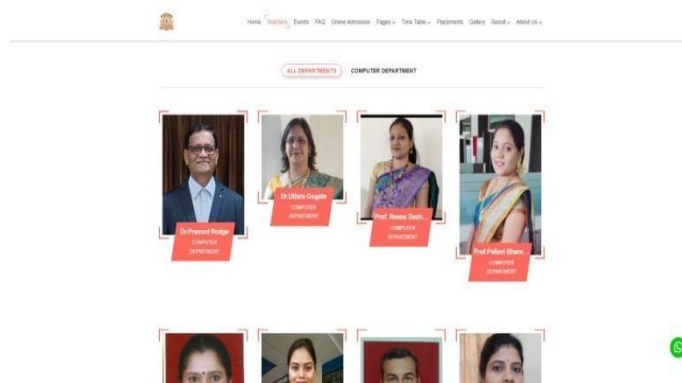 Home Teachers Events FAQ Online Admission Pages Time Table Placements Gallery Result About Us
ALL DEPARTMENTS COMPUTER DEPARTMENT
Dr.Pramod Rodge
COMPUTER
DEPARTMENT
Dr.Uttara Gogate
COMPUTER
DEPARTMENT
Prof. Reena Desh...
COMPUTER
DEPARTMENT
Prof.Pallavi Bhara...
COMPUTER
DEPARTMENT